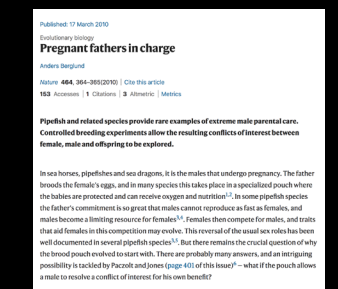 Published: 17 March 2010
Evolutionary biology
Pregnant fathers in charge
Anders Berglund
Nature 464, 364–365(2010) | Cite this article
153 Accesses | 1 Citations | 3 Altmetric | Metrics
Pipefish and related species provide rare examples of extreme male parental care.
Controlled breeding experiments allow the resulting conflicts of interest between
female, male and offspring to be explored.
In sea horses, pipefishes and sea dragons, it is the males that undergo pregnancy. The father
broods the female's eggs, and in many species this takes place in a specialized pouch where
the babies are protected and can receive oxygen and nutrition1,2. In some pipefish species
the father's commitment is so great that males cannot reproduce as fast as females, and
males become a limiting resource for females3,4. Females then compete for males, and traits
that aid females in this competition may evolve. This reversal of the usual sex roles has been
well documented in several pipefish species3,5. But there remains the crucial question of why
the brood pouch evolved to start with. There are probably many answers, and an intriguing
possibility is tackled by Paczolt and Jones (page 401 of this issue)6 — what if the pouch allows
a male to resolve a conflict of interest for his own benefit?